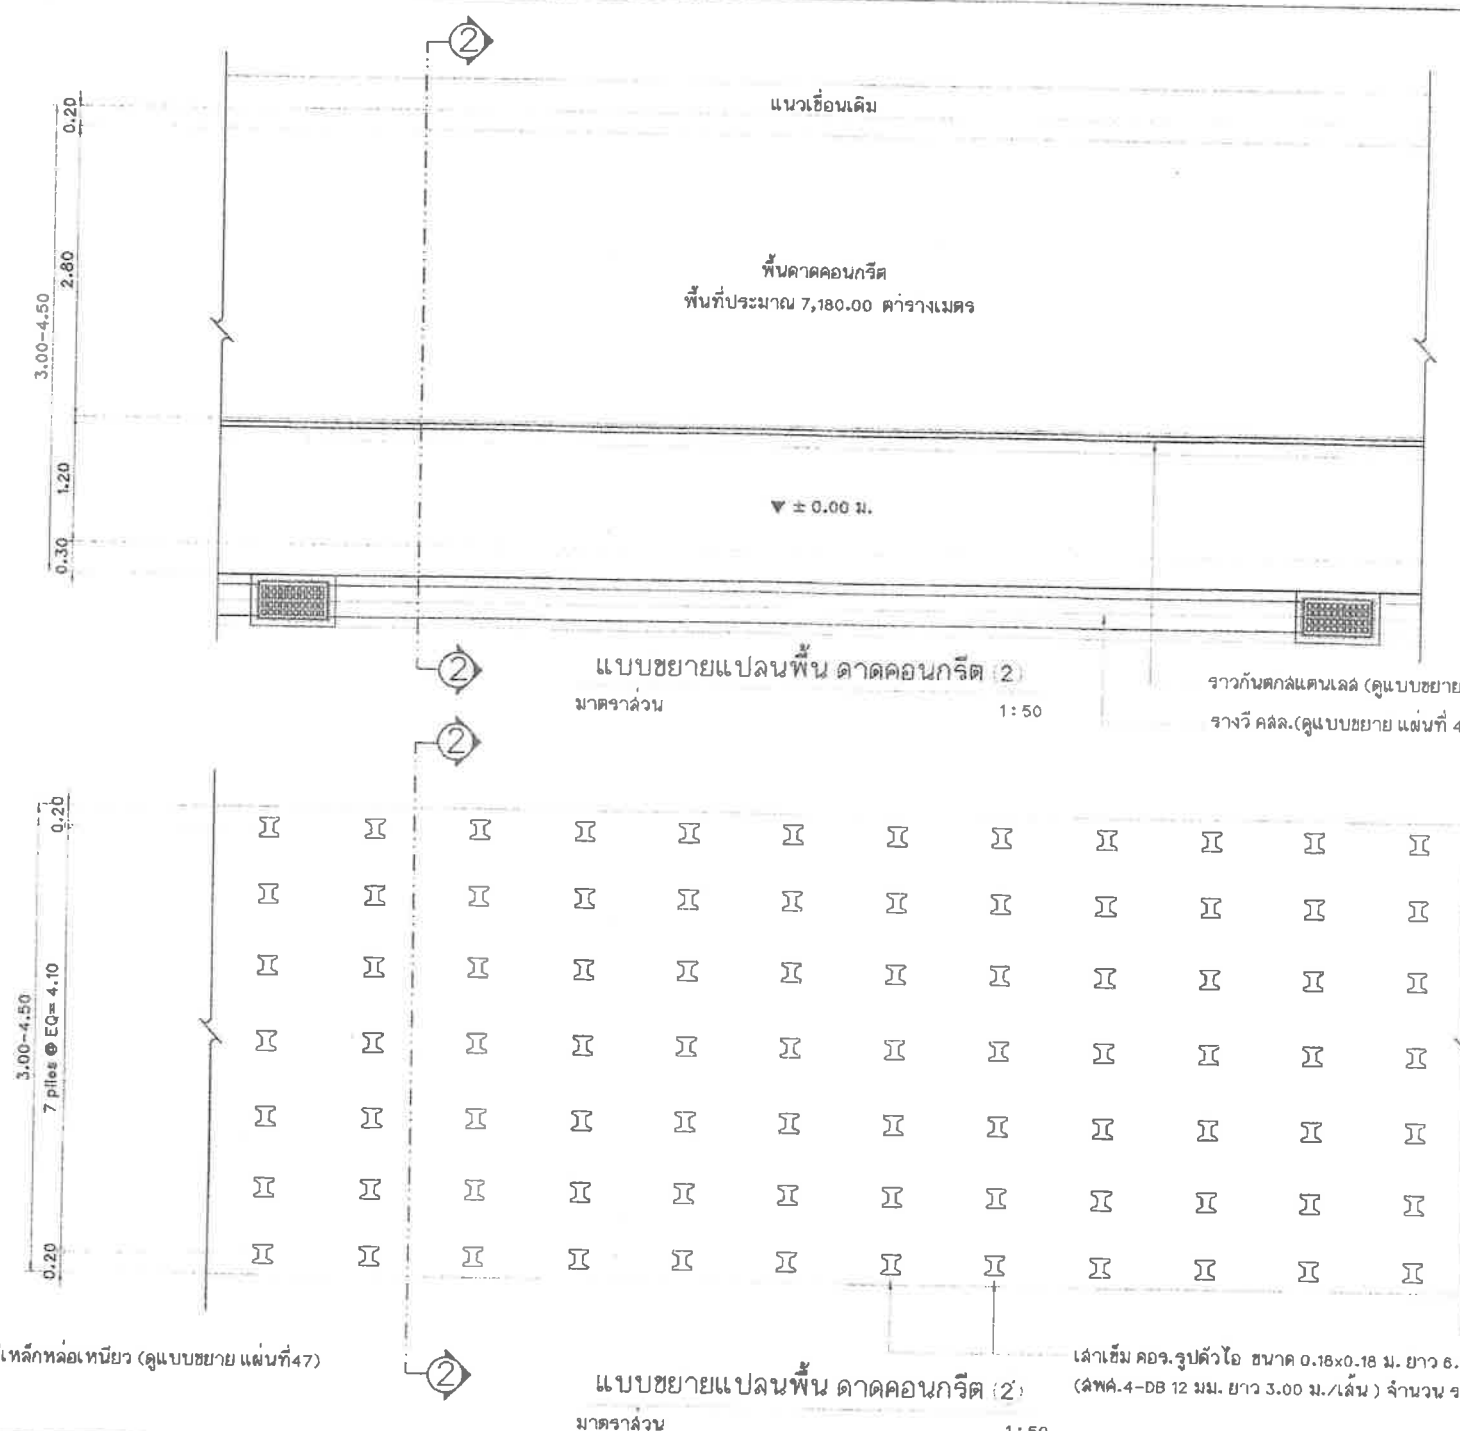 2
แนวเขื่อนเดิม
0.20
2.80
3.00-4.50
1.20
0.30
พื้นดาดคอนกรีต
พื้นที่ประมาณ 7,180.00 ตารางเมตร
± 0.00 ม.
2
แบบขยายแปลนพื้น ดาดคอนกรีต (2)
มาตราส่วน 1:50
ราวกันตกสแตนเลส (ดูแบบขยาย
รางวี คสล.(ดูแบบขยาย แผ่นที่ 4
2
0.20
3.00-4.50
7 piles @ EQ= 4.10
0.20
เหล็กหล่อเหนียว (ดูแบบขยาย แผ่นที่47)
2
แบบขยายแปลนพื้น ดาดคอนกรีต (2)
มาตราส่วน 1:50
เสาเข็ม คอร.รูปตัวไอ ขนาด 0.18x0.18 ม. ยาว 6.
(สพศ.4-DB 12 มม. ยาว 3.00 ม./เส้น ) จำนวน ร